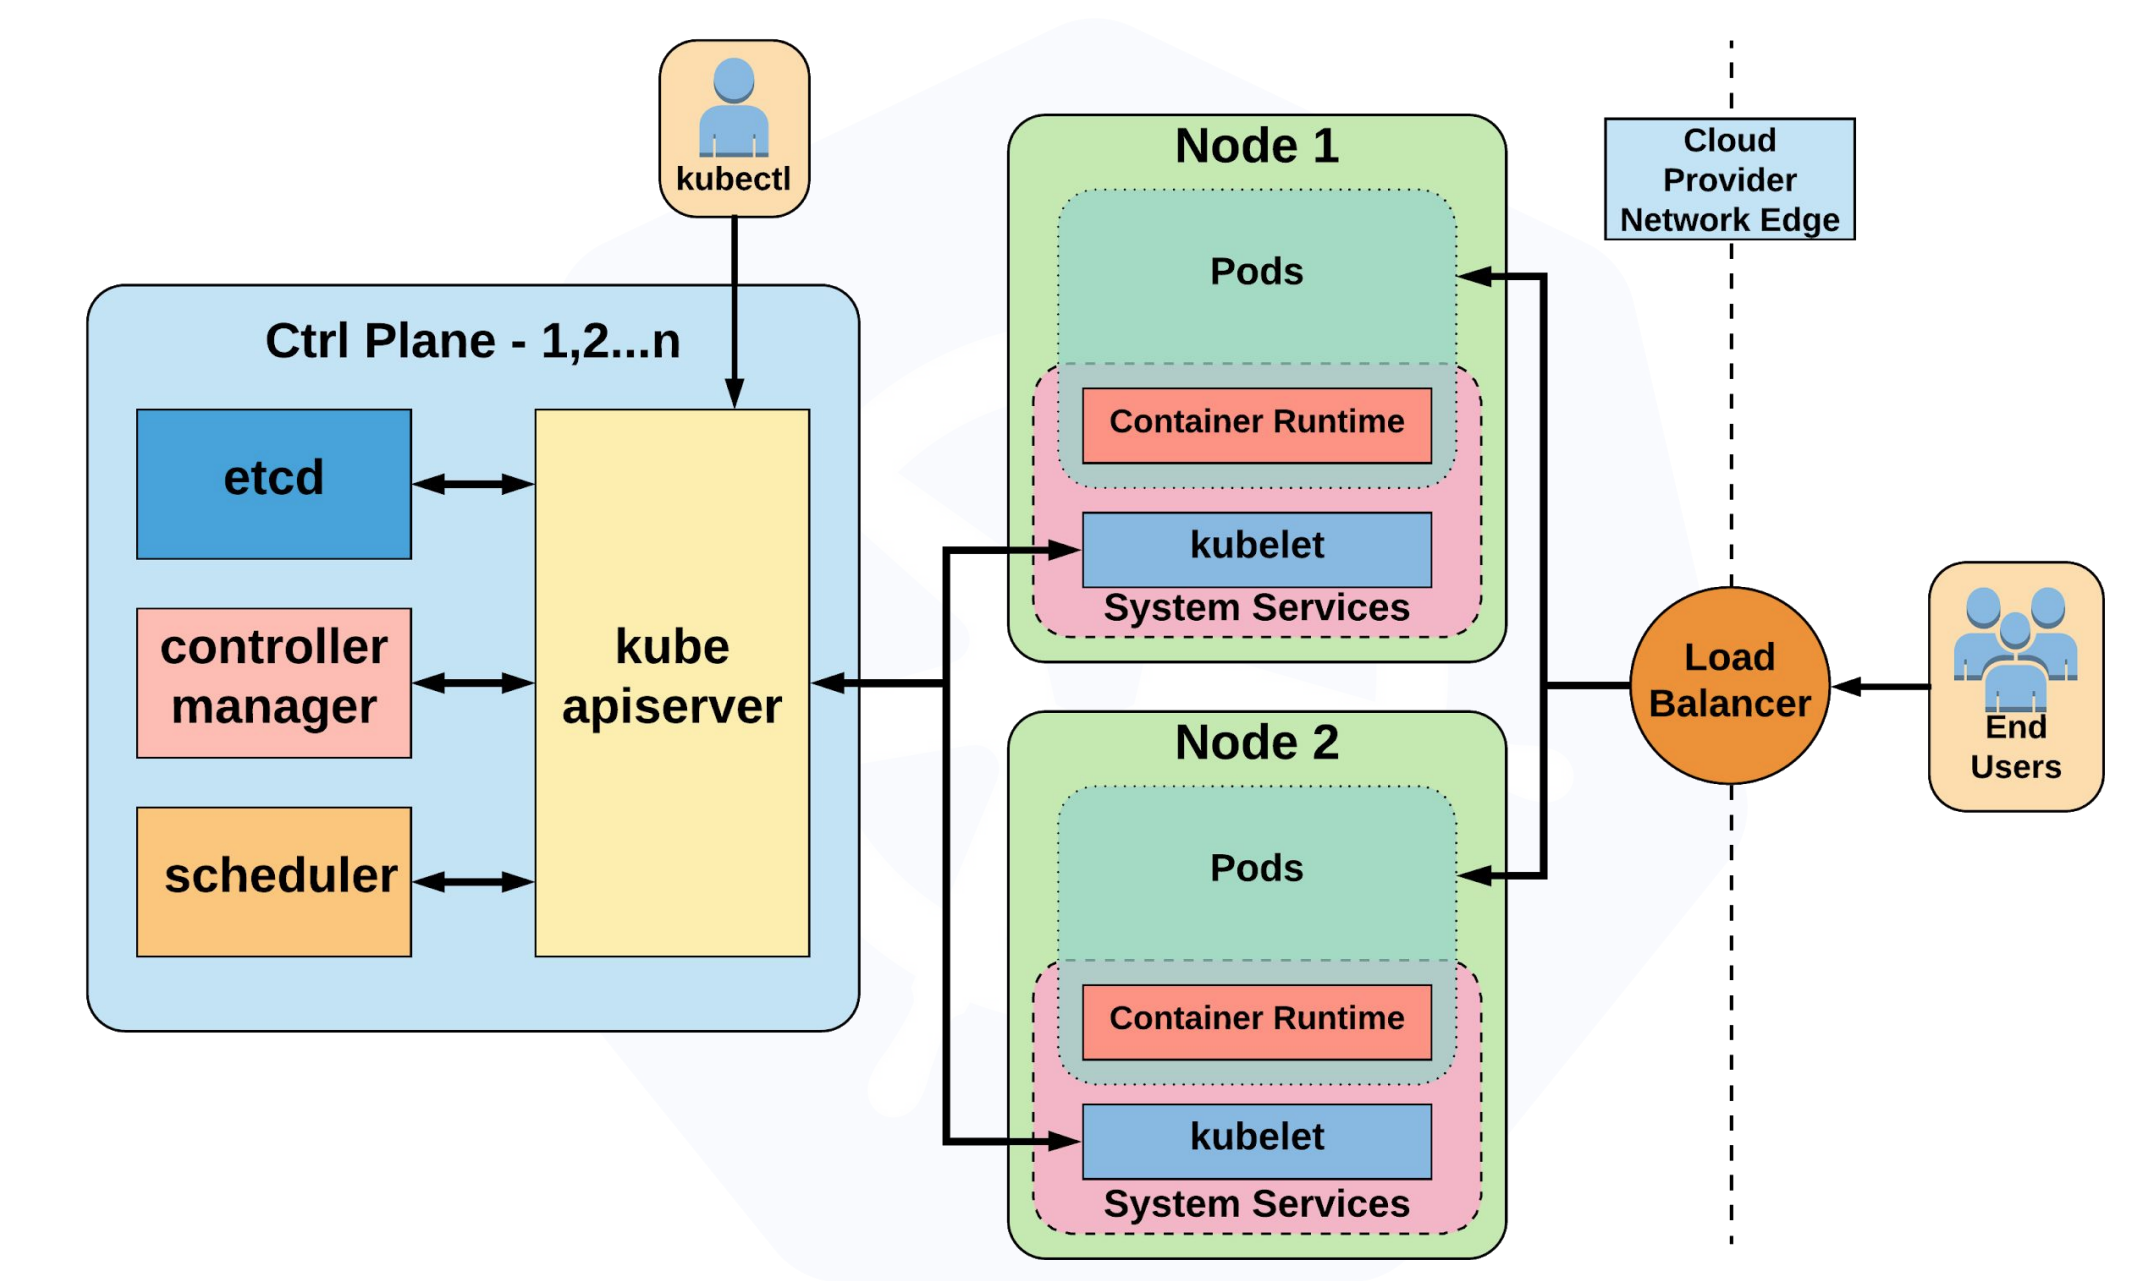 kubectl
Ctrl Plane - 1,2...n
etcd
controller
manager
scheduler
kube
apiserver
Node 1
Pods
Container Runtime
kubelet
System Services
Node 2
Pods
Container Runtime
kubelet
System Services
Cloud
Provider
Network Edge
Load
Balancer
End
Users